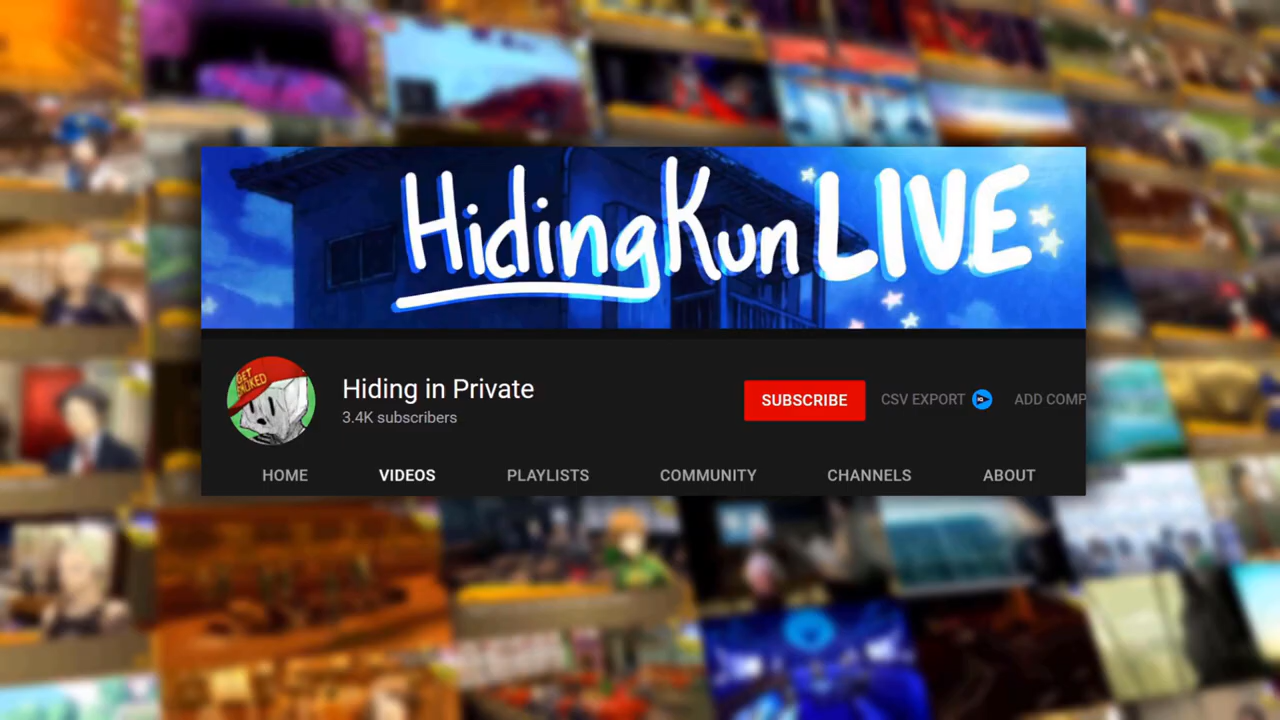 HidingKun LIVE
GET SMOKED
Hiding in Private
3.4K subscribers
SUBSCRIBE
CSV EXPORT
ADD COMP
HOME
VIDEOS
PLAYLISTS
COMMUNITY
CHANNELS
ABOUT